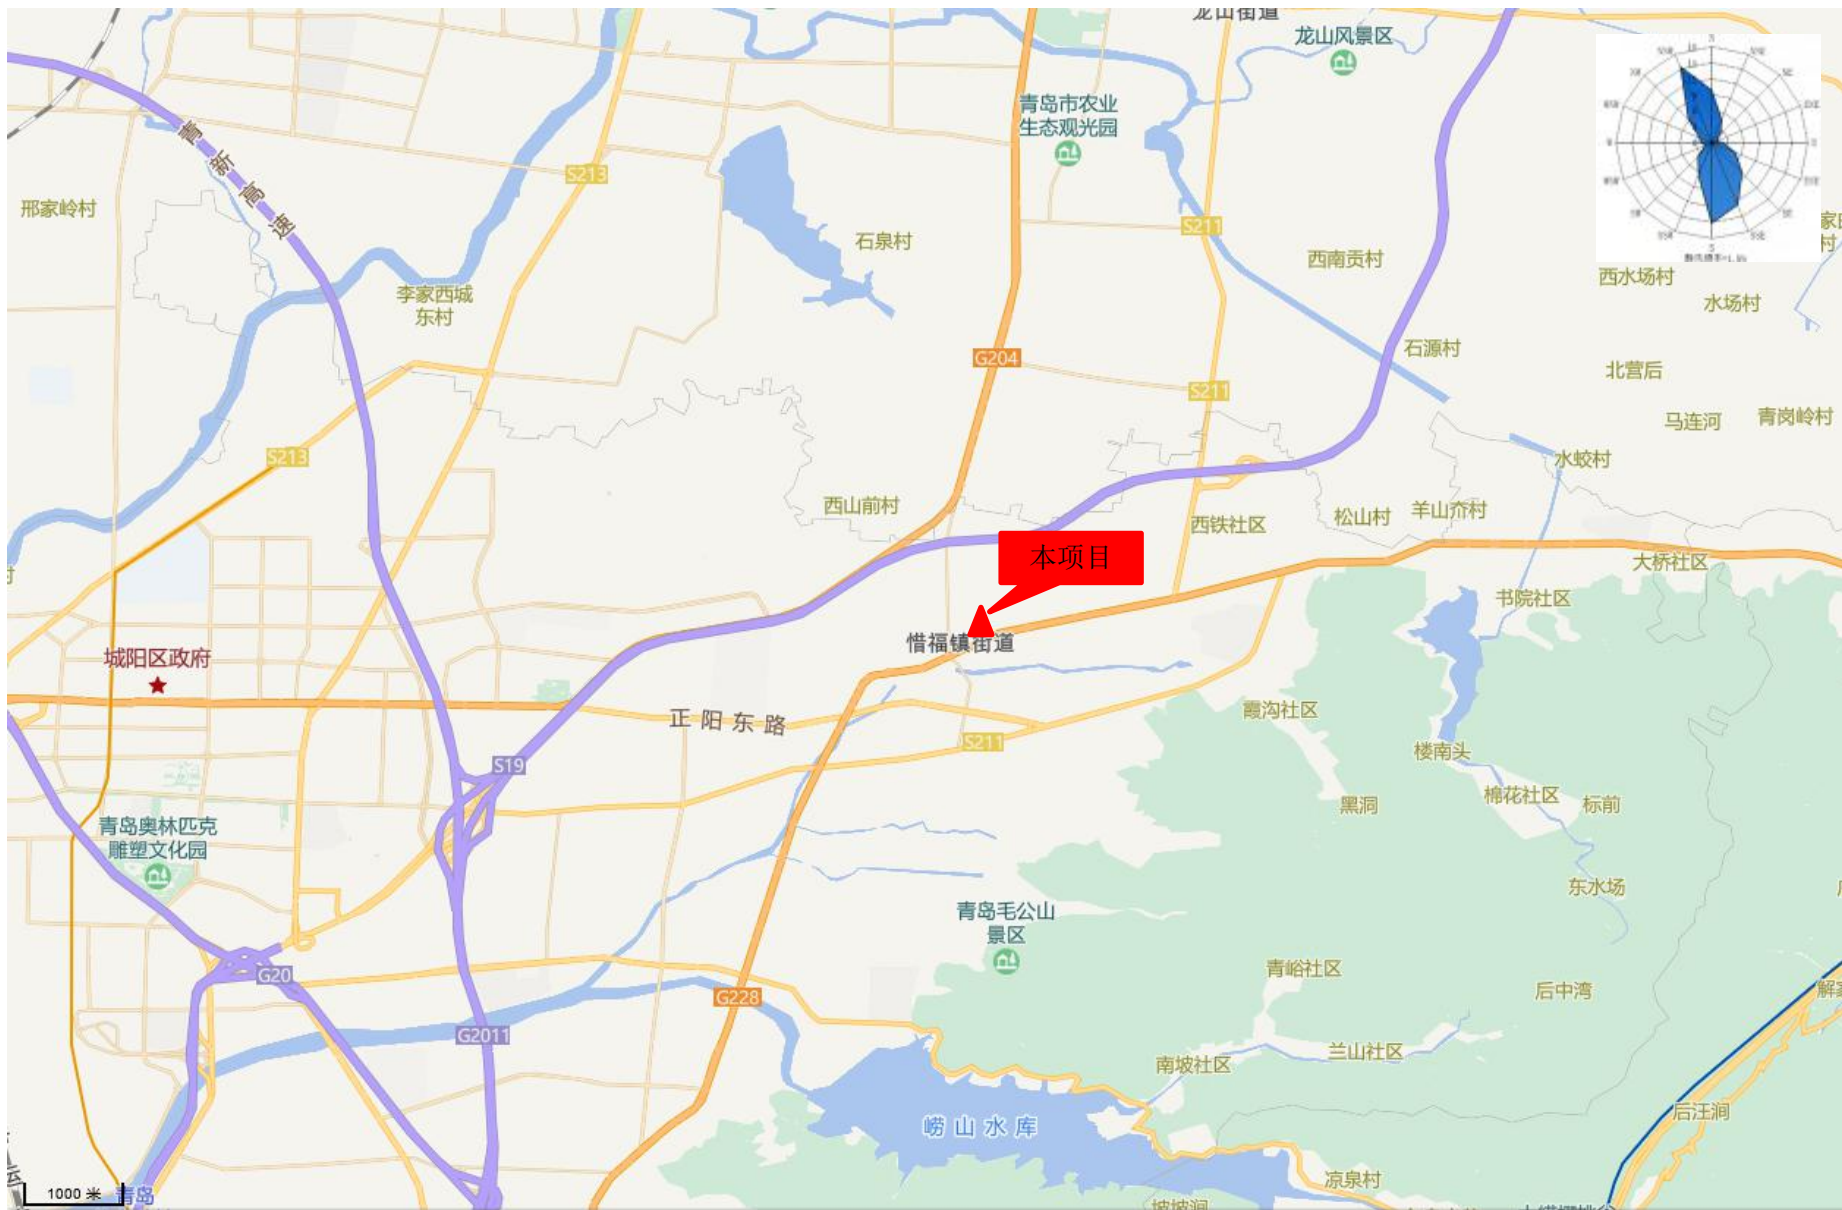 龙山街道
龙山风景区
青岛市农业
生态观光园
青新高速
S213
邢家岭村
S211
石泉村
西南贡村
西水场村
水场村
李家西城
东村
G204
石源村
北营后
S211
马连河
青岗岭村
S213
水蛟村
西山前村
西铁社区
松山村
羊山夼村
本项目
大桥社区
书院社区
惜福镇街道
城阳区政府
霞沟社区
正阳东路
S211
楼南头
S19
棉花社区
标前
黑洞
青岛奥林匹克
雕塑文化园
东水场
青岛毛公山
景区
青峪社区
后中湾
G20
G228
G2011
兰山社区
南坡社区
后汪涧
崂山水库
凉泉村
1000 米
青岛